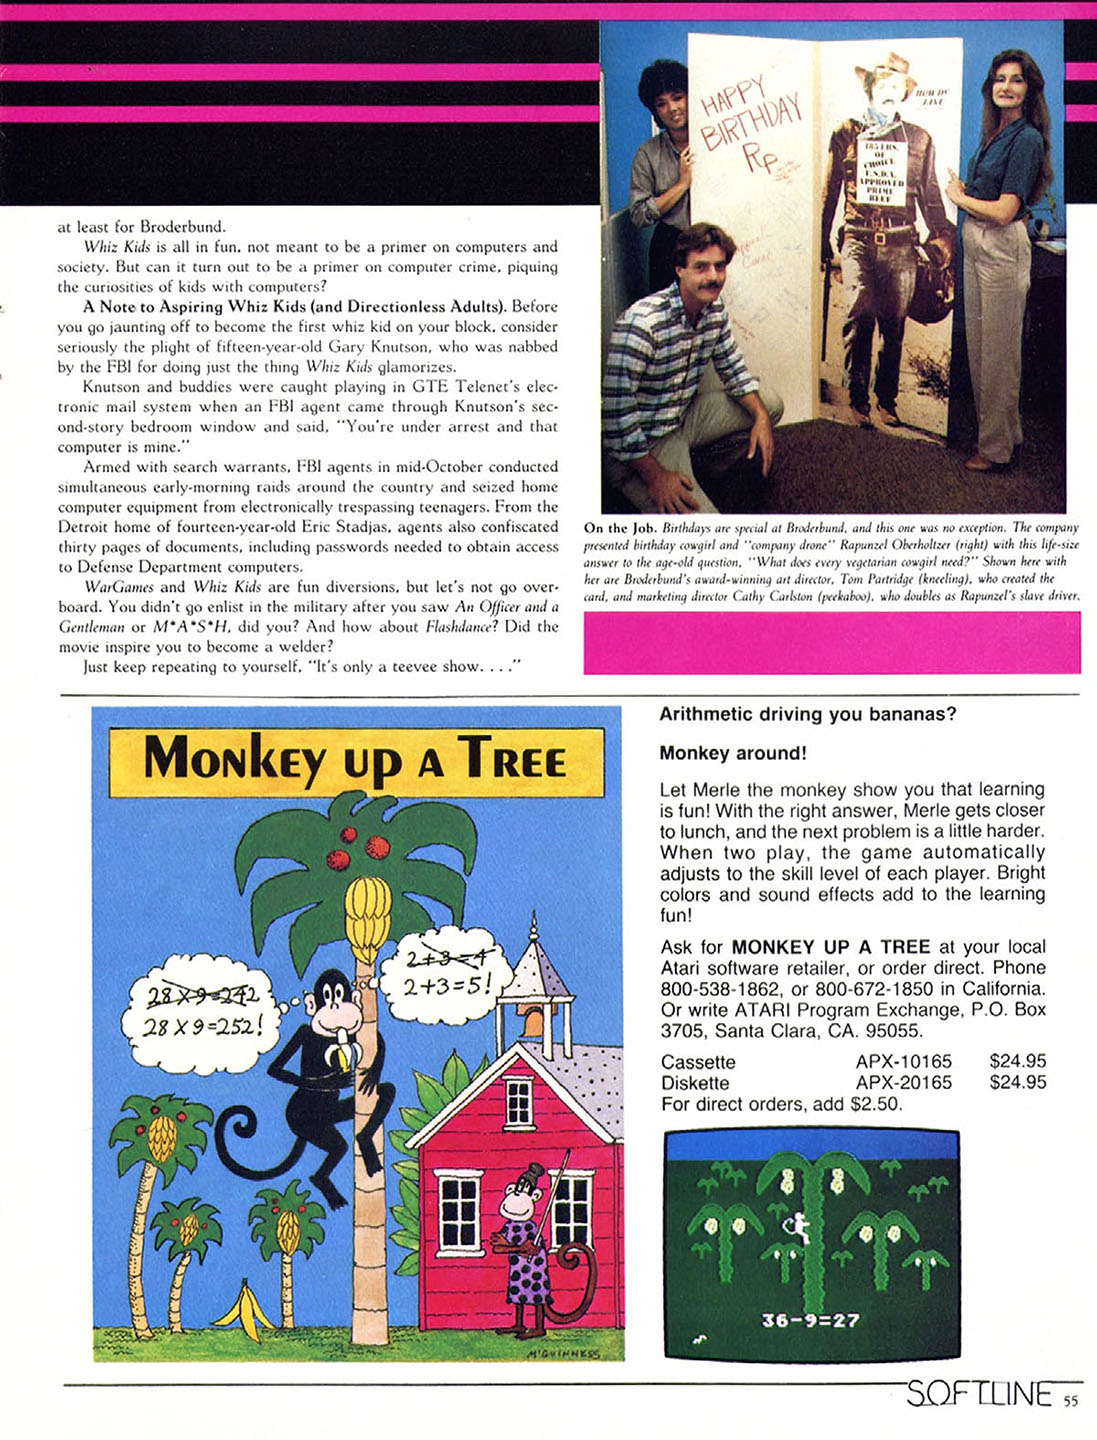 at least for Broderbund.
Whiz Kids is all in fun, not meant to be a primer on computers and
society. But can it turn out to be a primer on computer crime, piquing
the curiosities of kids with computers?
A Note to Aspiring Whiz Kids (and Directionless Adults). Before
you go jaunting off to become the first whiz kid on your block, consider
seriously the plight of fifteen-year-old Gary Knutson, who was nabbed
by the FBI for doing just the thing Whiz Kids glamorizes.
Knutson and buddies were caught playing in GTE Telenet's elec-
tronic mail system when an FBI agent came through Knutson's sec-
ond-story bedroom window and said, "You're under arrest and that
computer is mine."
Armed with search warrants, FBI agents in mid-October conducted
simultaneous early-morning raids around the country and seized home
computer equipment from electronically trespassing teenagers. From the
Detroit home of fourteen-year-old Eric Stadjas, agents also confiscated
thirty pages of documents, including passwords needed to obtain access
to Defense Department computers.
WarGames and Whiz Kids are fun diversions, but let's not go over-
board. You didn't go enlist in the military after you saw An Officer and a
Gentleman or M*A*S*H, did you? And how about Flashdance? Did the
movie inspire you to become a welder?
Just keep repeating to yourself, "It's only a teevee show. . . ."
HAPPY
BIRTHDAY
Rp
HOWDY
185 LBS.
OF
CHOICE
U.S.D.A.
APPROVED
PRIME
BEEF
On the Job. Birthdays are special at Broderbund, and this one was no exception. The company
presented birthday cowgirl and "company drone" Rapunzel Oberholtzer (right) with this life-size
answer to the age-old question, "What does every vegetarian cowgirl need?" Shown here with
her are Broderbund's award-winning art director, Tom Partridge (kneeling), who created the
card, and marketing director Cathy Carlston (peekaboo), who doubles as Rapunzel's slave driver.
MONKEY UP A TREE
28 X 9=242
28 X 9=252!
2+3=4
2+3=5!
M'GUINNESS
Arithmetic driving you bananas?
Monkey around!
Let Merle the monkey show you that learning
is fun! With the right answer, Merle gets closer
to lunch, and the next problem is a little harder.
When two play, the game automatically
adjusts to the skill level of each player. Bright
colors and sound effects add to the learning
fun!
Ask for MONKEY UP A TREE at your local
Atari software retailer, or order direct. Phone
800-538-1862, or 800-672-1850 in California.
Or write ATARI Program Exchange, P.O. Box
3705, Santa Clara, CA. 95055.
Cassette APX-10165 $24.95
Diskette APX-20165 $24.95
For direct orders, add $2.50.
36-9=27
SOFTLINE 55